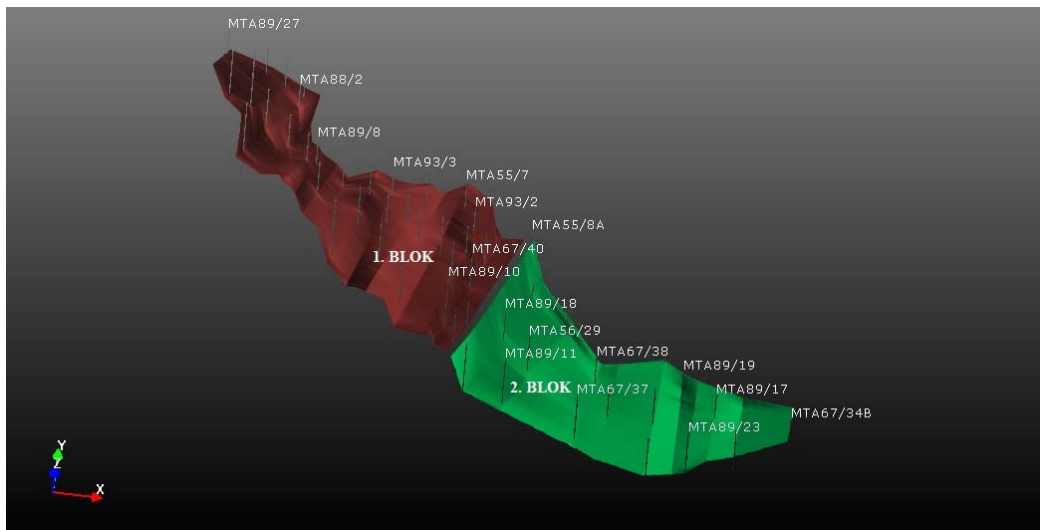 MTA89/27
MTA88/2
MTA89/8
MTA93/3
MTA55/7
MTA93/2
MTA55/8A
MTA67/40
1. BLOK
MTA89/10
MTA89/18
MTA56/29
MTA89/11
MTA67/38
MTA89/19
2. BLOK
MTA67/37
MTA89/17
MTA67/34B
MTA89/23
Y
Z
X